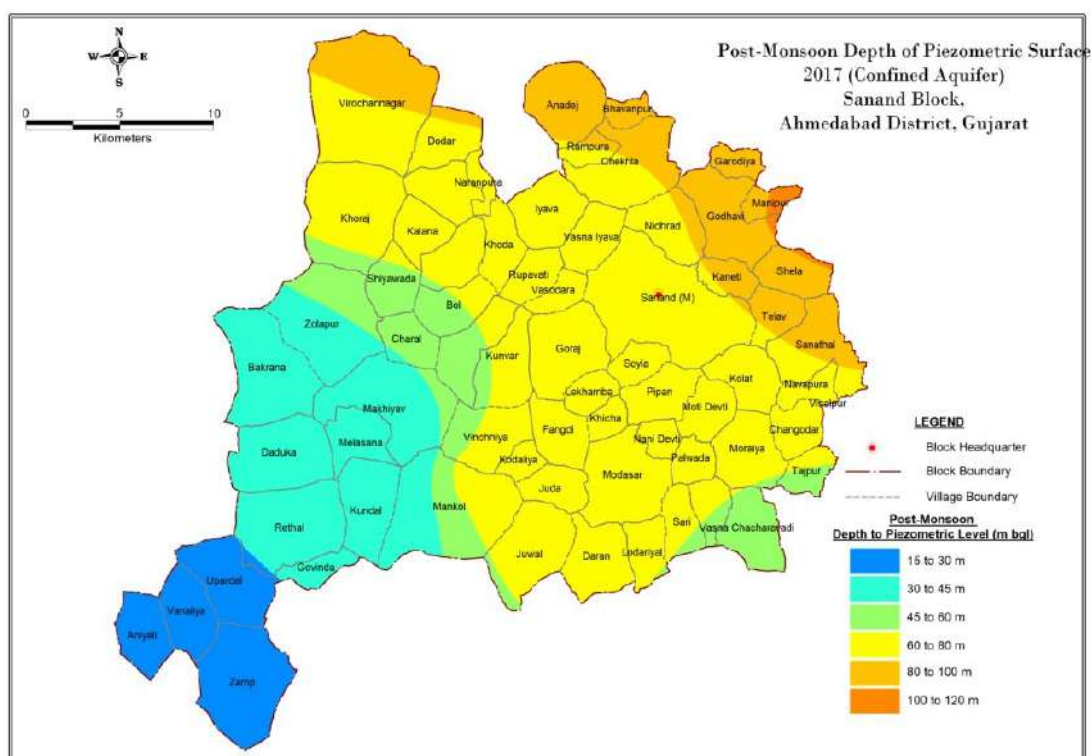 Post-Monsoon Depth of Piezometric Surface
2017 (Confined Aquifer)
Sanand Block,
Ahmedabad District, Gujarat
N
W E
S
0 5 10
Kilometers
Virochannagar
Dodar
Naranpura
Anadej
Bhavanpur
Rampura
Chekhla
Garodiya
Manipur
Godhavi
Khoraj
Kalana
Khoda
Iyava
Vasna Iyava
Nidhrad
Shela
Kaneti
Shiyawada
Rupavati
Vasodara
Sanand (M)
Telav
Bol
Zolapur
Charal
Kunvar
Goraj
Soyla
Sanathal
Bakrana
Lekhamba
Pipan
Kolat
Navapura
Visalpur
Makhiyav
Khicha
Moti Devti
Melasana
Vinchhiya
Fangdi
Nani Devti
Changodar
Daduka
Kodaliya
Palwada
Moraiya
Modasar
Tajpur
Juda
Rethal
Kundal
Mankol
Sari
Vasna Chacharavadi
Juwal
Daran
Lodariyal
Govinda
Upardal
Vanaliya
Aniyali
Zamp
LEGEND
Block Headquarter
Block Boundary
Village Boundary
Post-Monsoon
Depth to Piezometric Level (m bgl)
15 to 30 m
30 to 45 m
45 to 60 m
60 to 80 m
80 to 100 m
100 to 120 m